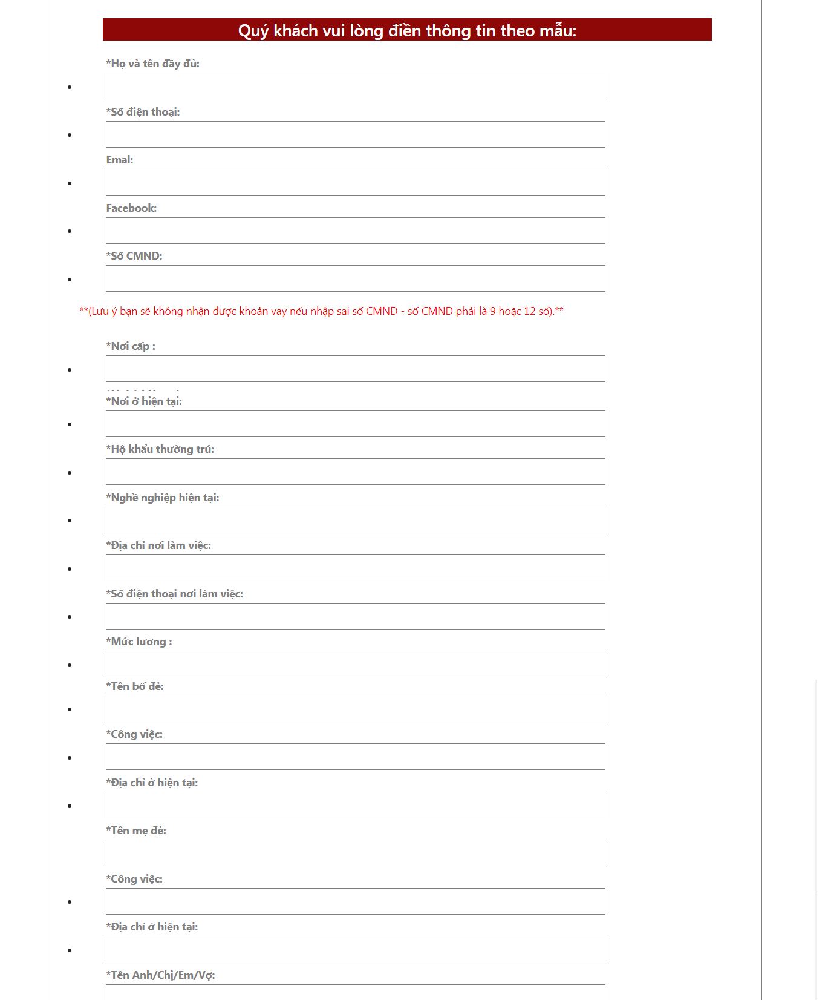 Quý khách vui lòng điền thông tin theo mẫu:
*Họ và tên đầy đủ:
*Số điện thoại:
Emal:
Facebook:
*Số CMND:
**(Lưu ý bạn sẽ không nhận được khoản vay nếu nhập sai số CMND - số CMND phải là 9 hoặc 12 số).**
*Nơi cấp :
*Nơi ở hiện tại:
*Hộ khẩu thường trú:
*Nghề nghiệp hiện tại:
*Địa chỉ nơi làm việc:
*Số điện thoại nơi làm việc:
*Mức lương :
*Tên bố đẻ:
*Công việc:
*Địa chỉ ở hiện tại:
*Tên mẹ đẻ:
*Công việc:
*Địa chỉ ở hiện tại:
*Tên Anh/Chị/Em/Vợ: